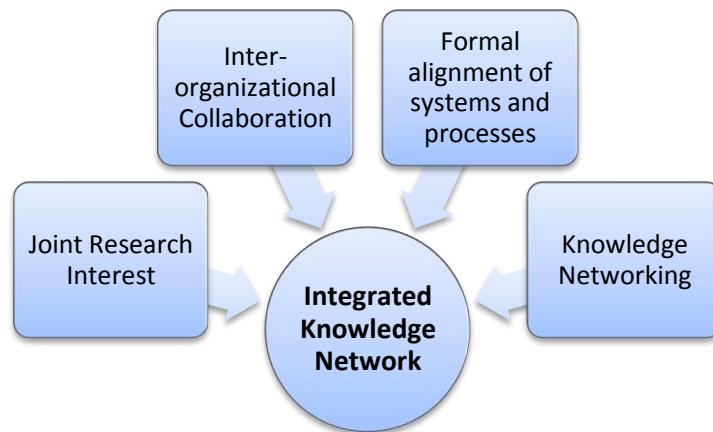 Inter-
organizational
Collaboration
Formal
alignment of
systems and
processes
Joint Research
Interest
Knowledge
Networking
Integrated
Knowledge
Network